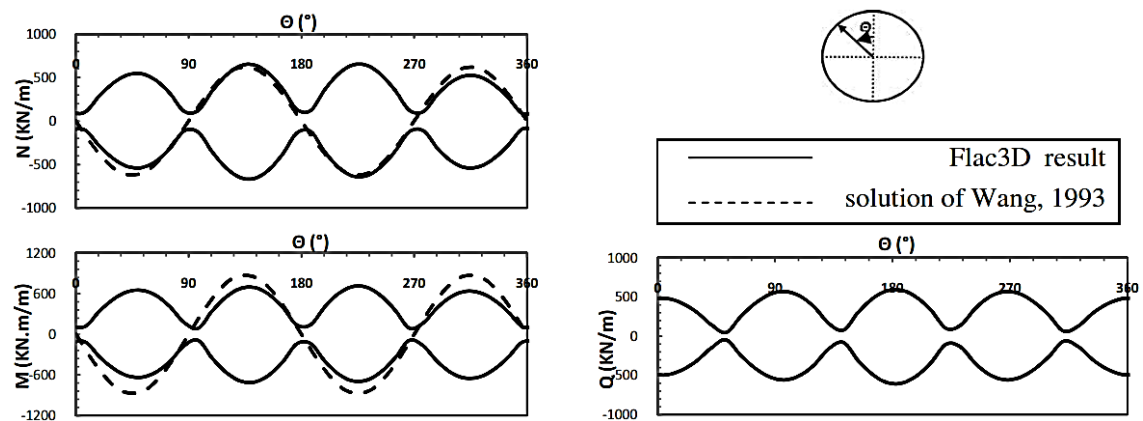 Θ (°)
1000
500
0
-500
-1000
N (KN/m)
0 90 180 270 360
Θ
Flac3D result
solution of Wang, 1993
Θ (°)
1200
600
0
-600
-1200
M (KN.m/m)
0 90 180 270 360
Θ (°)
1000
500
0
-500
-1000
Q (KN/m)
0 90 180 270 360